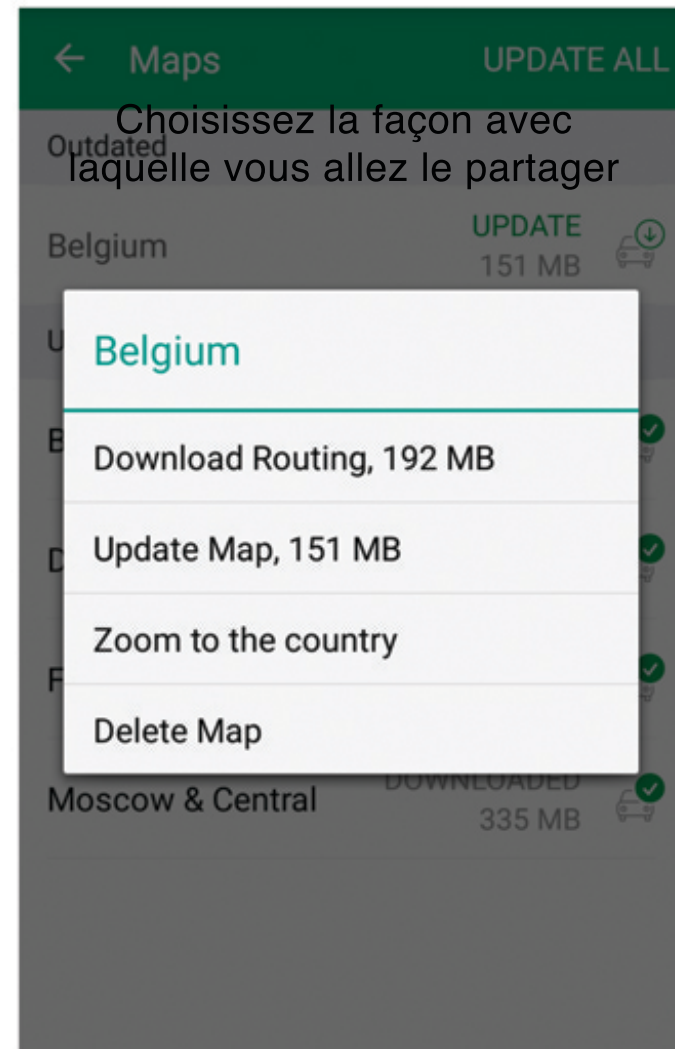 Maps UPDATE ALL
Choisissez la façon avec
Outdated
laquelle vous allez le partager
UPDATE
Belgium
151 MB
U
Belgium
B
Download Routing, 192 MB
Update Map, 151 MB
D
Zoom to the country
F
Delete Map
DOWNLOADED
Moscow & Central
335 MB